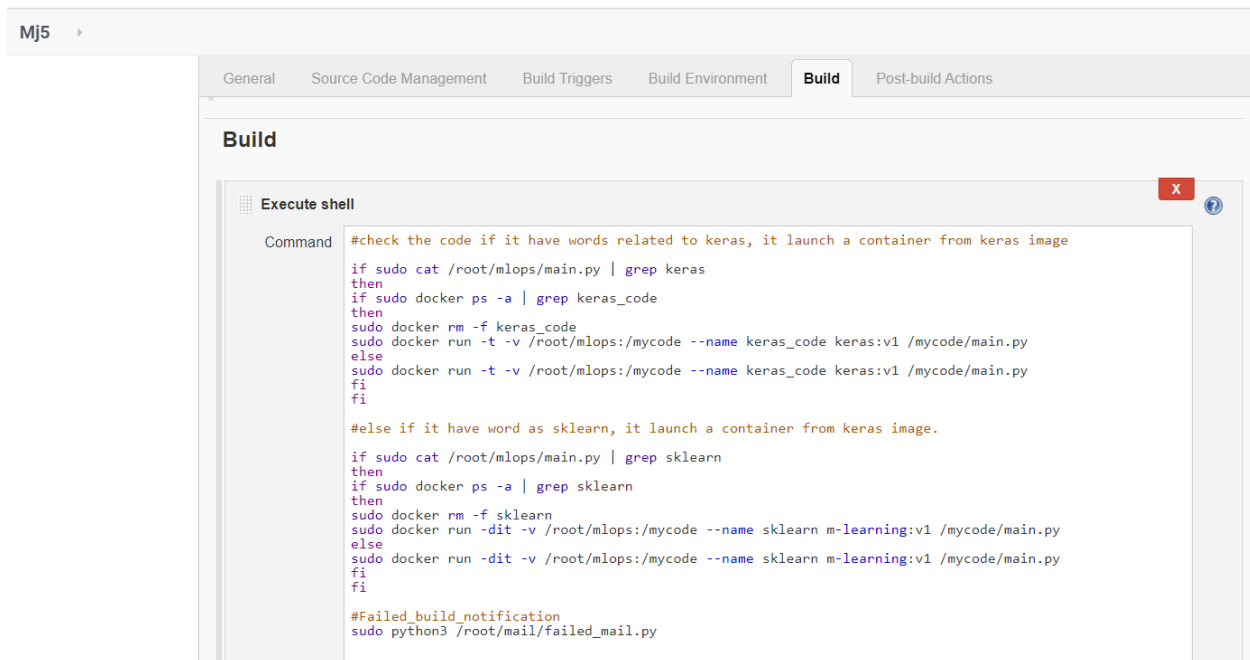 Mj5
General Source Code Management Build Triggers Build Environment Build Post-build Actions
Build
X
Execute shell
?
Command
#check the code if it have words related to keras, it launch a container from keras image
if sudo cat /root/mlops/main.py | grep keras
then
if sudo docker ps -a | grep keras_code
then
sudo docker rm -f keras_code
sudo docker run -t -v /root/mlops:/mycode --name keras_code keras:v1 /mycode/main.py
else
sudo docker run -t -v /root/mlops:/mycode --name keras_code keras:v1 /mycode/main.py
fi
fi
#else if it have word as sklearn, it launch a container from keras image.
if sudo cat /root/mlops/main.py | grep sklearn
then
if sudo docker ps -a | grep sklearn
then
sudo docker rm -f sklearn
sudo docker run -dit -v /root/mlops:/mycode --name sklearn m-learning:v1 /mycode/main.py
else
sudo docker run -dit -v /root/mlops:/mycode --name sklearn m-learning:v1 /mycode/main.py
fi
fi
#Failed_build_notification
sudo python3 /root/mail/failed_mail.py